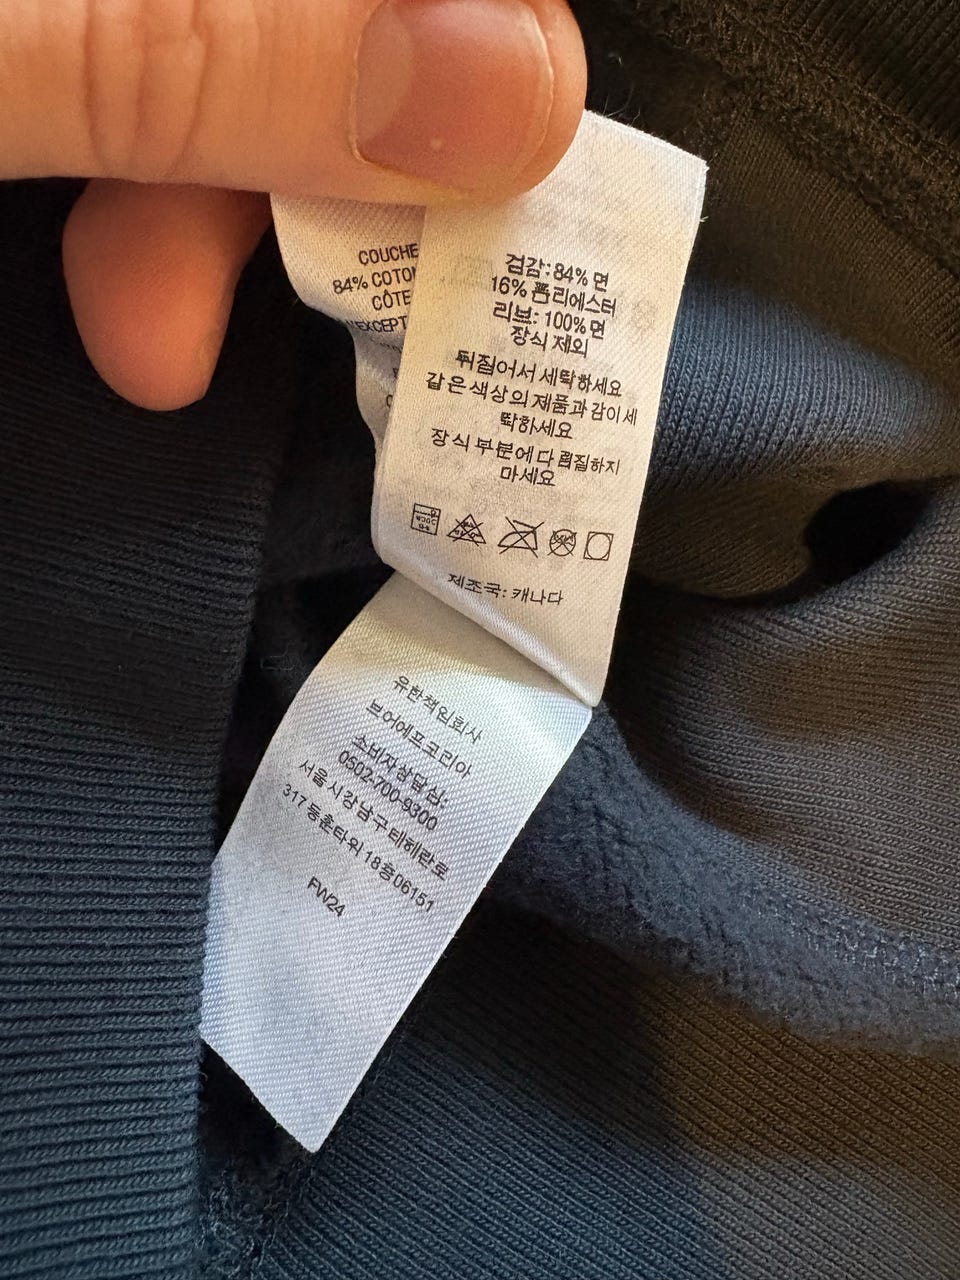 COUCHE
84% COTON
CÔTE
EXCEPT
겉감: 84% 면
16% 폴리에스터
리브: 100% 면
장식 제외
뒤집어서 세탁하세요
같은 색상의 제품과 같이 세
탁하세요
장식 부분에 다림질하지
마세요
제조국: 캐나다
유한책임회사
브이에프코리아
소비자상담실:
0502-700-9300
서울시 강남구 테헤란로
317 동훈타워 18층 06151
FW24